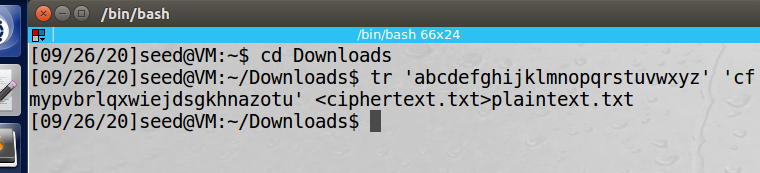 /bin/bash
/bin/bash 66x24
[09/26/20]seed@VM:~$ cd Downloads
[09/26/20]seed@VM:~/Downloads$ tr 'abcdefghijklmnopqrstuvwxyz' 'cf
mypvbrlqxwiejdsgkhnazotu' <ciphertext.txt>plaintext.txt
[09/26/20]seed@VM:~/Downloads$